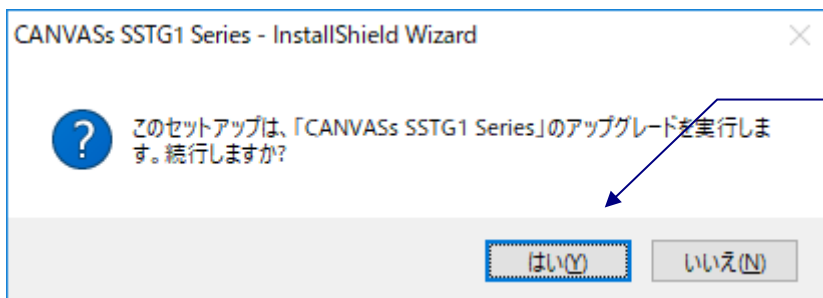 CANVASs SSTG1 Series - InstallShield Wizard
このセットアップは、「CANVASs SSTG1 Series」のアップグレードを実行しま
す。続行しますか?
はい(Y)
いいえ(N)